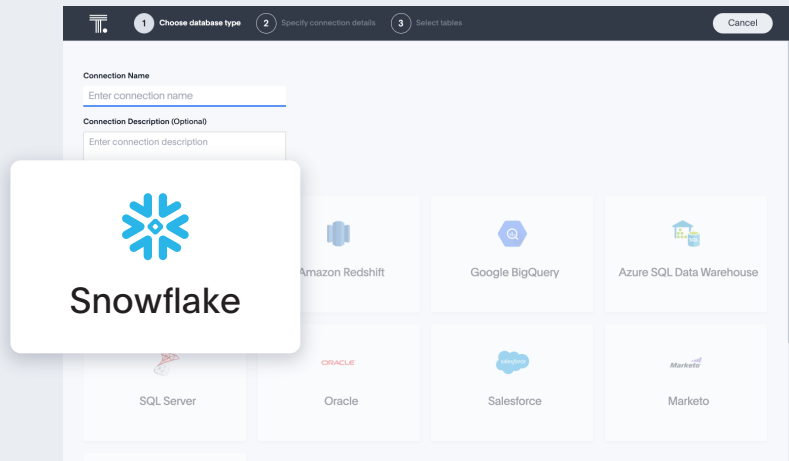 T.
1 Choose database type 2 Specify connection details 3 Select tables Cancel
Connection Name
Enter connection name
Connection Description (Optional)
Enter connection description
Snowflake
Amazon Redshift
Google BigQuery
Azure SQL Data Warehouse
SQL Server
ORACLE
Oracle
salesforce
Salesforce
Marketo
Marketo